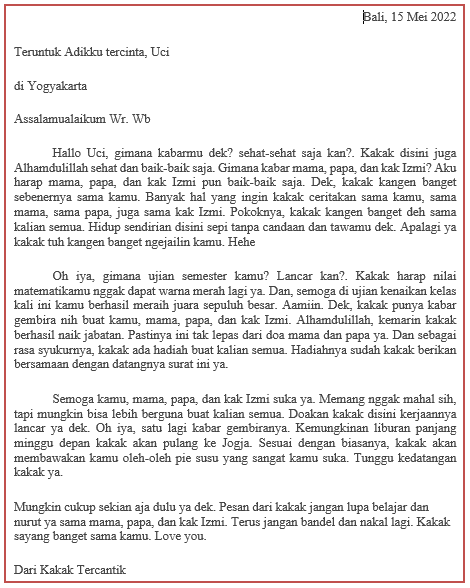 Bali, 15 Mei 2022
Teruntuk Adikku tercinta, Uci
di Yogyakarta
Assalamualaikum Wr. Wb
Hallo Uci, gimana kabarmu dek? sehat-sehat saja kan?. Kakak disini juga
Alhamdulillah sehat dan baik-baik saja. Gimana kabar mama, papa, dan kak Izmi? Aku
harap mama, papa, dan kak Izmi pun baik-baik saja. Dek, kakak kangen banget
sebenernya sama kamu. Banyak hal yang ingin kakak ceritakan sama kamu, sama
mama, sama papa, juga sama kak Izmi. Pokoknya, kakak kangen banget deh sama
kalian semua. Hidup sendirian disini sepi tanpa candaan dan tawamu dek. Apalagi ya
kakak tuh kangen banget ngejailin kamu. Hehe
Oh iya, gimana ujian semester kamu? Lancar kan?. Kakak harap nilai
matematikamu nggak dapat warna merah lagi ya. Dan, semoga di ujian kenaikan kelas
kali ini kamu berhasil meraih juara sepuluh besar. Aamiin. Dek, kakak punya kabar
gembira nih buat kamu, mama, papa, dan kak Izmi. Alhamdulillah, kemarin kakak
berhasil naik jabatan. Pastinya ini tak lepas dari doa mama dan papa ya. Dan sebagai
rasa syukurnya, kakak ada hadiah buat kalian semua. Hadiahnya sudah kakak berikan
bersamaan dengan datangnya surat ini ya.
Semoga kamu, mama, papa, dan kak Izmi suka ya. Memang nggak mahal sih,
tapi mungkin bisa lebih berguna buat kalian semua. Doakan kakak disini kerjaannya
lancar ya dek. Oh iya, satu lagi kabar gembiranya. Kemungkinan liburan panjang
minggu depan kakak akan pulang ke Jogja. Sesuai dengan biasanya, kakak akan
membawakan kamu oleh-oleh pie susu yang sangat kamu suka. Tunggu kedatangan
kakak ya.
Mungkin cukup sekian aja dulu ya dek. Pesan dari kakak jangan lupa belajar dan
nurut ya sama mama, papa, dan kak Izmi. Terus jangan bandel dan nakal lagi. Kakak
sayang banget sama kamu. Love you.
Dari Kakak Tercantik